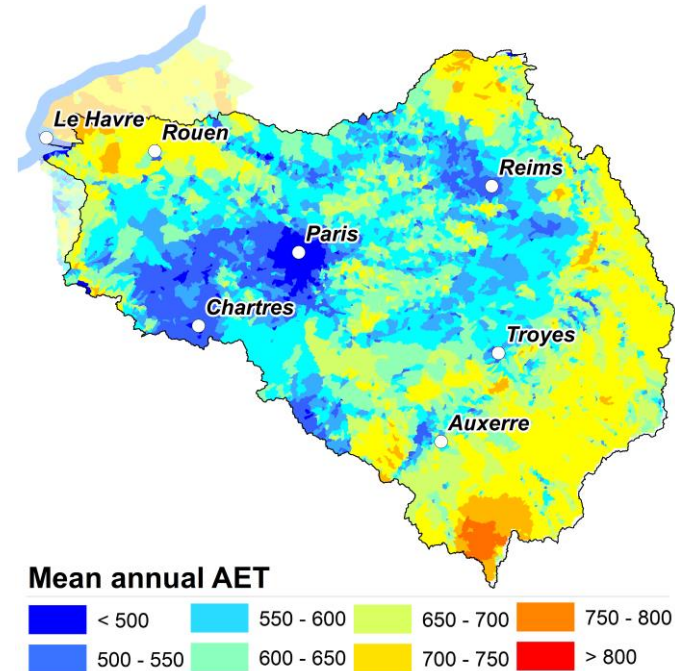 Le Havre
Rouen
Reims
Paris
Chartres
Troyes
Auxerre
Mean annual AET
< 500 550 - 600 650 - 700 750 - 800
500 - 550 600 - 650 700 - 750 > 800